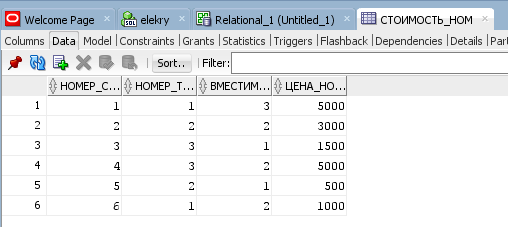 Welcome Page elekry Relational_1 (Untitled_1) СТОИМОСТЬ_НОМ
Columns Data Model Constraints Grants Statistics Triggers Flashback Dependencies Details Part
SQL Sort.. Filter:
НОМЕР_С... НОМЕР_Т... ВМЕСТИМ... ЦЕНА_НО...
1 1 1 3 5000
2 2 2 2 3000
3 3 3 1 1500
4 4 3 2 5000
5 5 2 1 500
6 6 1 2 1000